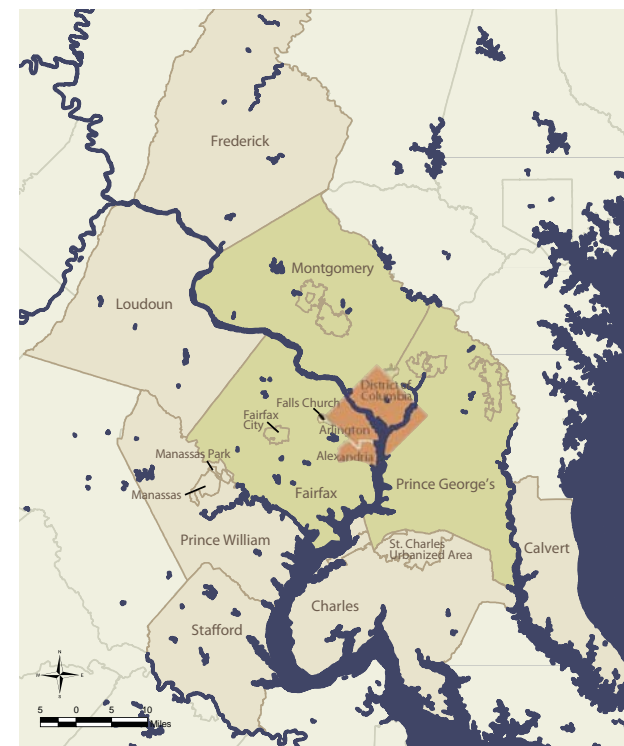 Frederick
Montgomery
Loudoun
District of
Columbia
Falls Church
Fairfax
City
Arlington
Manassas Park
Alexandria
Manassas
Fairfax
Prince George's
Prince William
St. Charles
Urbanized Area
Calvert
Charles
Stafford
N
W
E
S
5 0 5 10
Miles